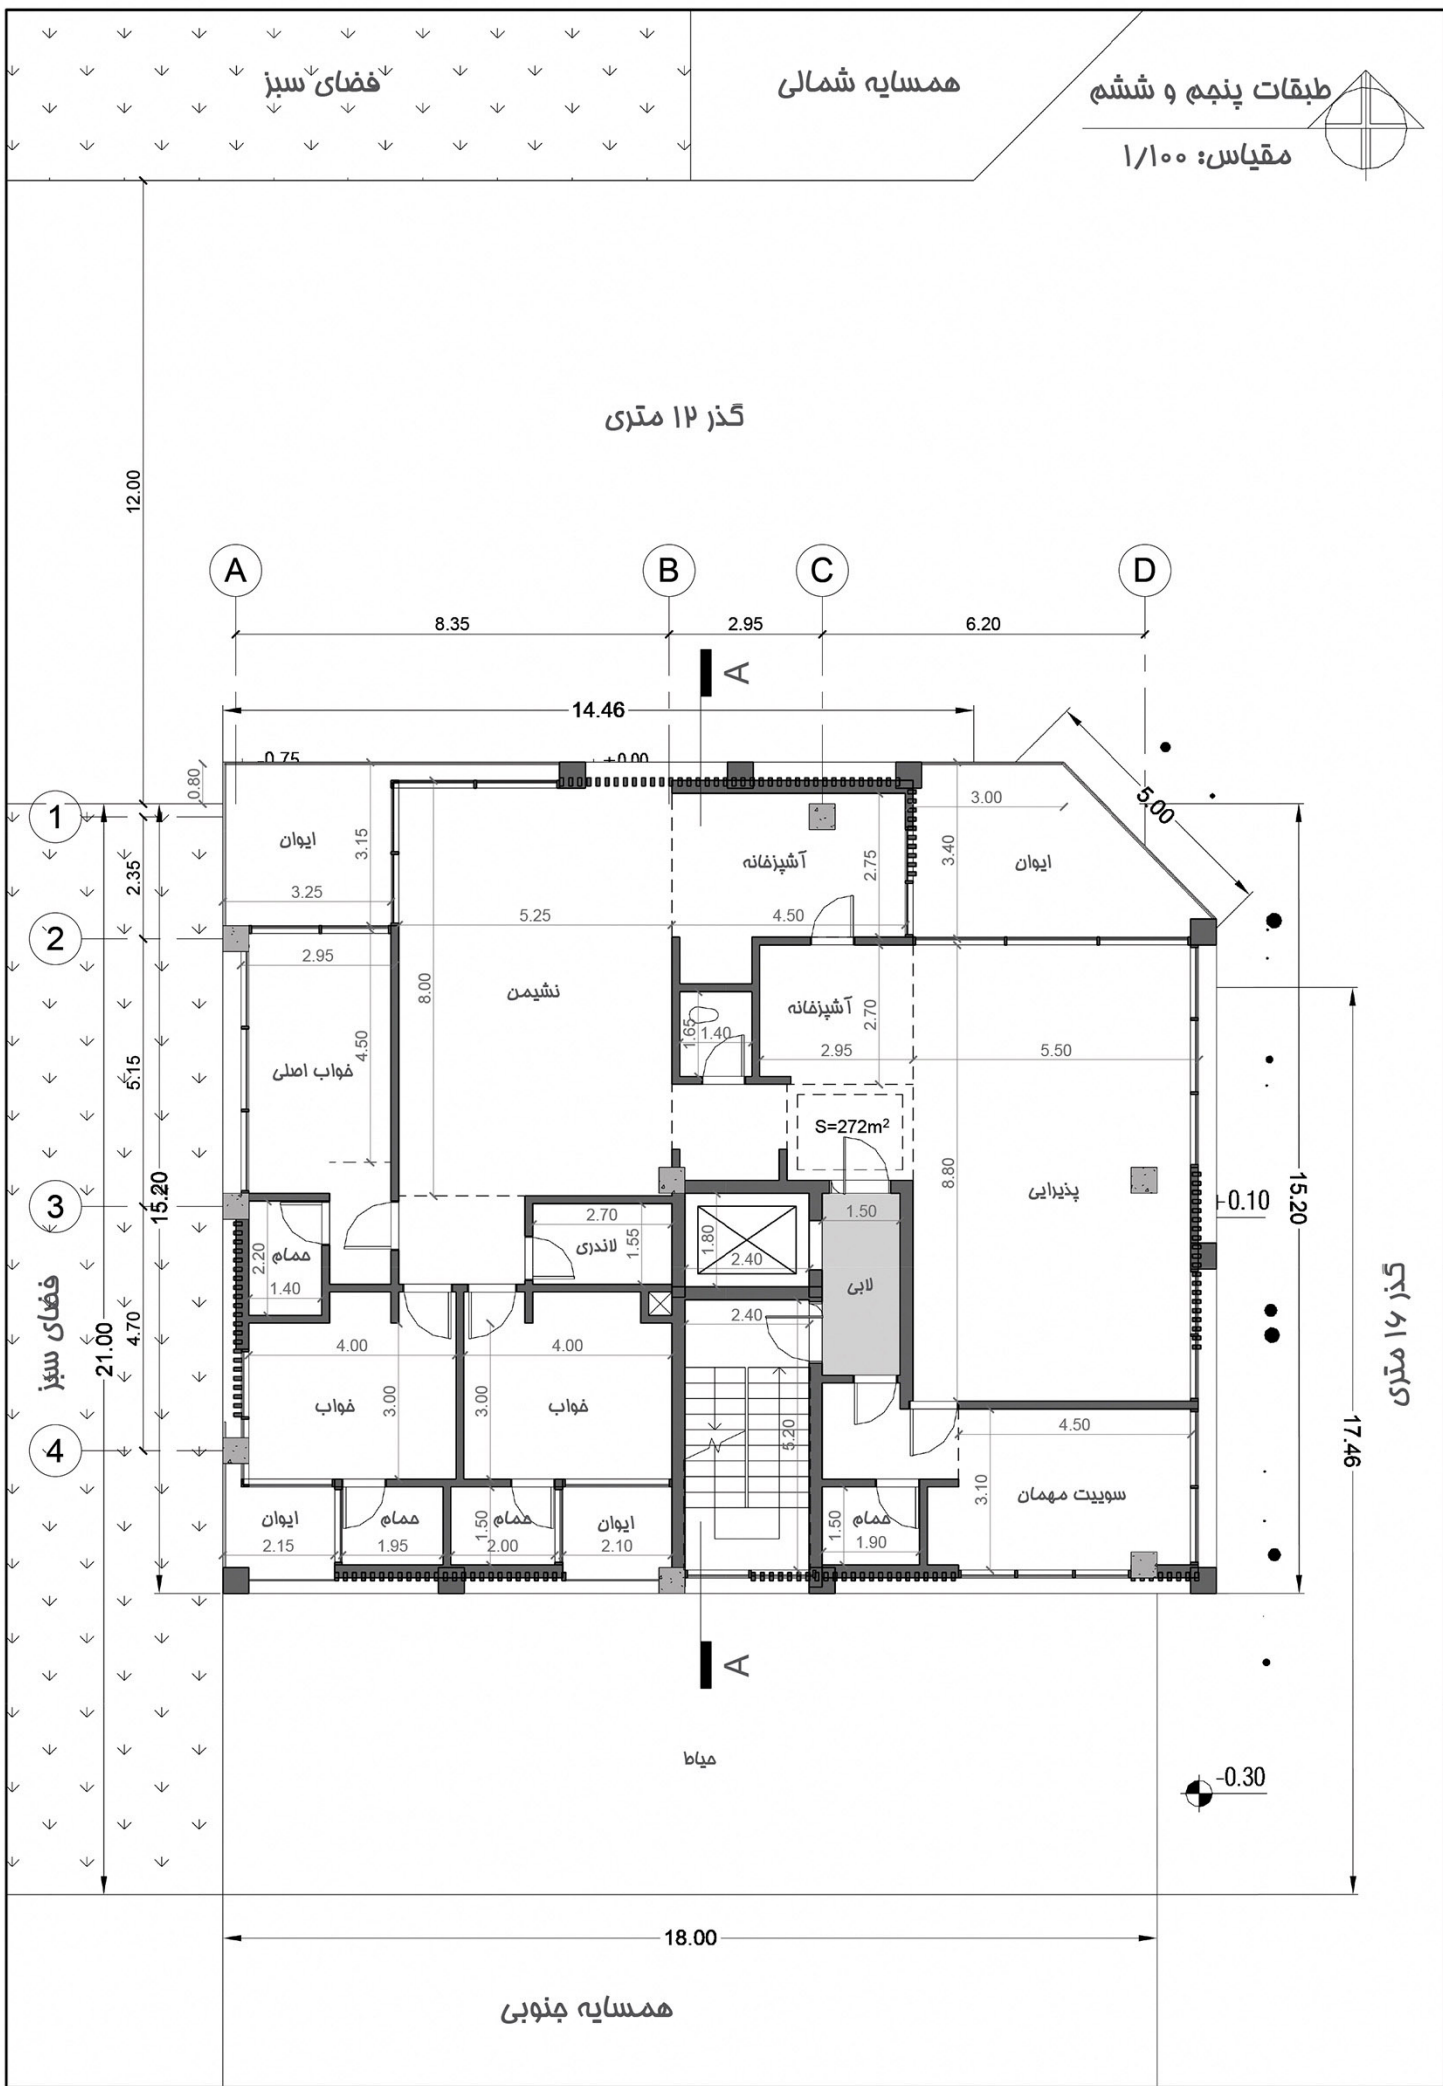 فضای سبز
همسایه شمالی
طبقات پنجم و ششم
مقیاس: ۱/۱۰۰
گذر ۱۲ متری
12.00
A
B
C
D
8.35
2.95
6.20
A
14.46
5.00
0.80
-0.75
+0.00
1
2
3
4
2.35
5.15
4.70
15.20
21.00
ایوان
3.15
3.25
آشپزخانه
2.75
4.50
3.00
3.40
ایوان
5.25
2.95
8.00
نشیمن
4.50
خواب اصلی
1.65
1.40
آشپزخانه
2.70
2.95
5.50
S=272m²
8.80
پذیرایی
+0.10
15.20
17.46
حمام
2.20
1.40
2.70
لاندری
1.55
1.80
2.40
1.50
لابی
2.40
5.20
4.00
3.00
خواب
4.00
3.00
خواب
4.50
3.10
سوییت مهمان
ایوان
2.15
حمام
1.95
حمام
1.50
2.00
ایوان
2.10
حمام
1.50
1.90
فضای سبز
گذر ۱۶ متری
A
حیاط
-0.30
18.00
همسایه جنوبی